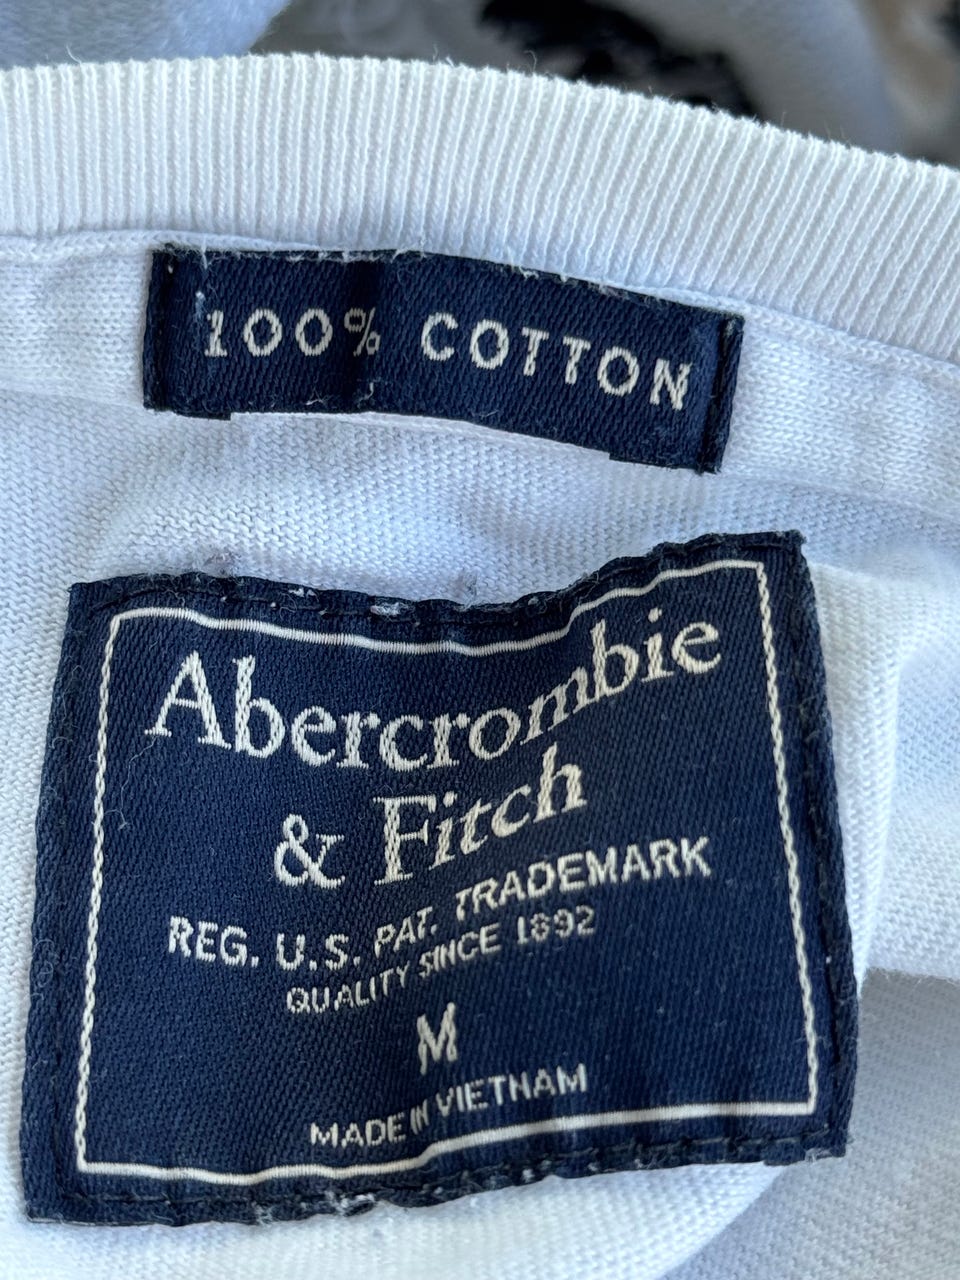 100% COTTON
Abercrombie
& Fitch
REG. U.S. PAT. TRADEMARK
QUALITY SINCE 1892
M
MADE IN VIETNAM